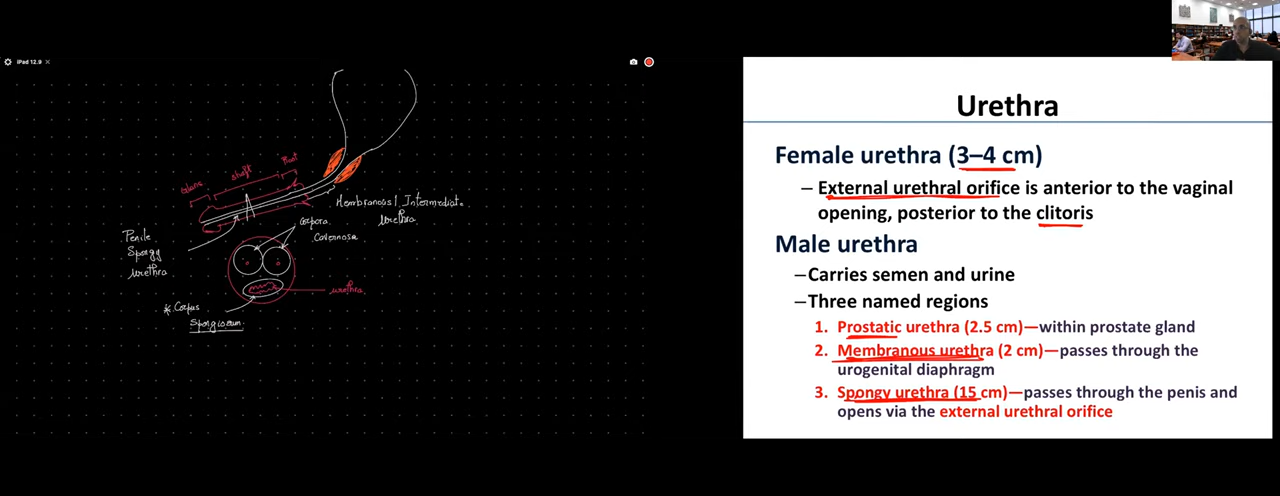 iPad 12.9
Glans
Shaft
Root
Membranosl Intermediate
Urethra
Corpora
Cavernosa
Penile
Spongy
urethra
urethra
* Corpus
Spongiosum
Urethra
Female urethra (3–4 cm)
– External urethral orifice is anterior to the vaginal
opening, posterior to the clitoris
Male urethra
–Carries semen and urine
–Three named regions
1. Prostatic urethra (2.5 cm)—within prostate gland
2. Membranous urethra (2 cm)—passes through the
urogenital diaphragm
3. Spongy urethra (15 cm)—passes through the penis and
opens via the external urethral orifice